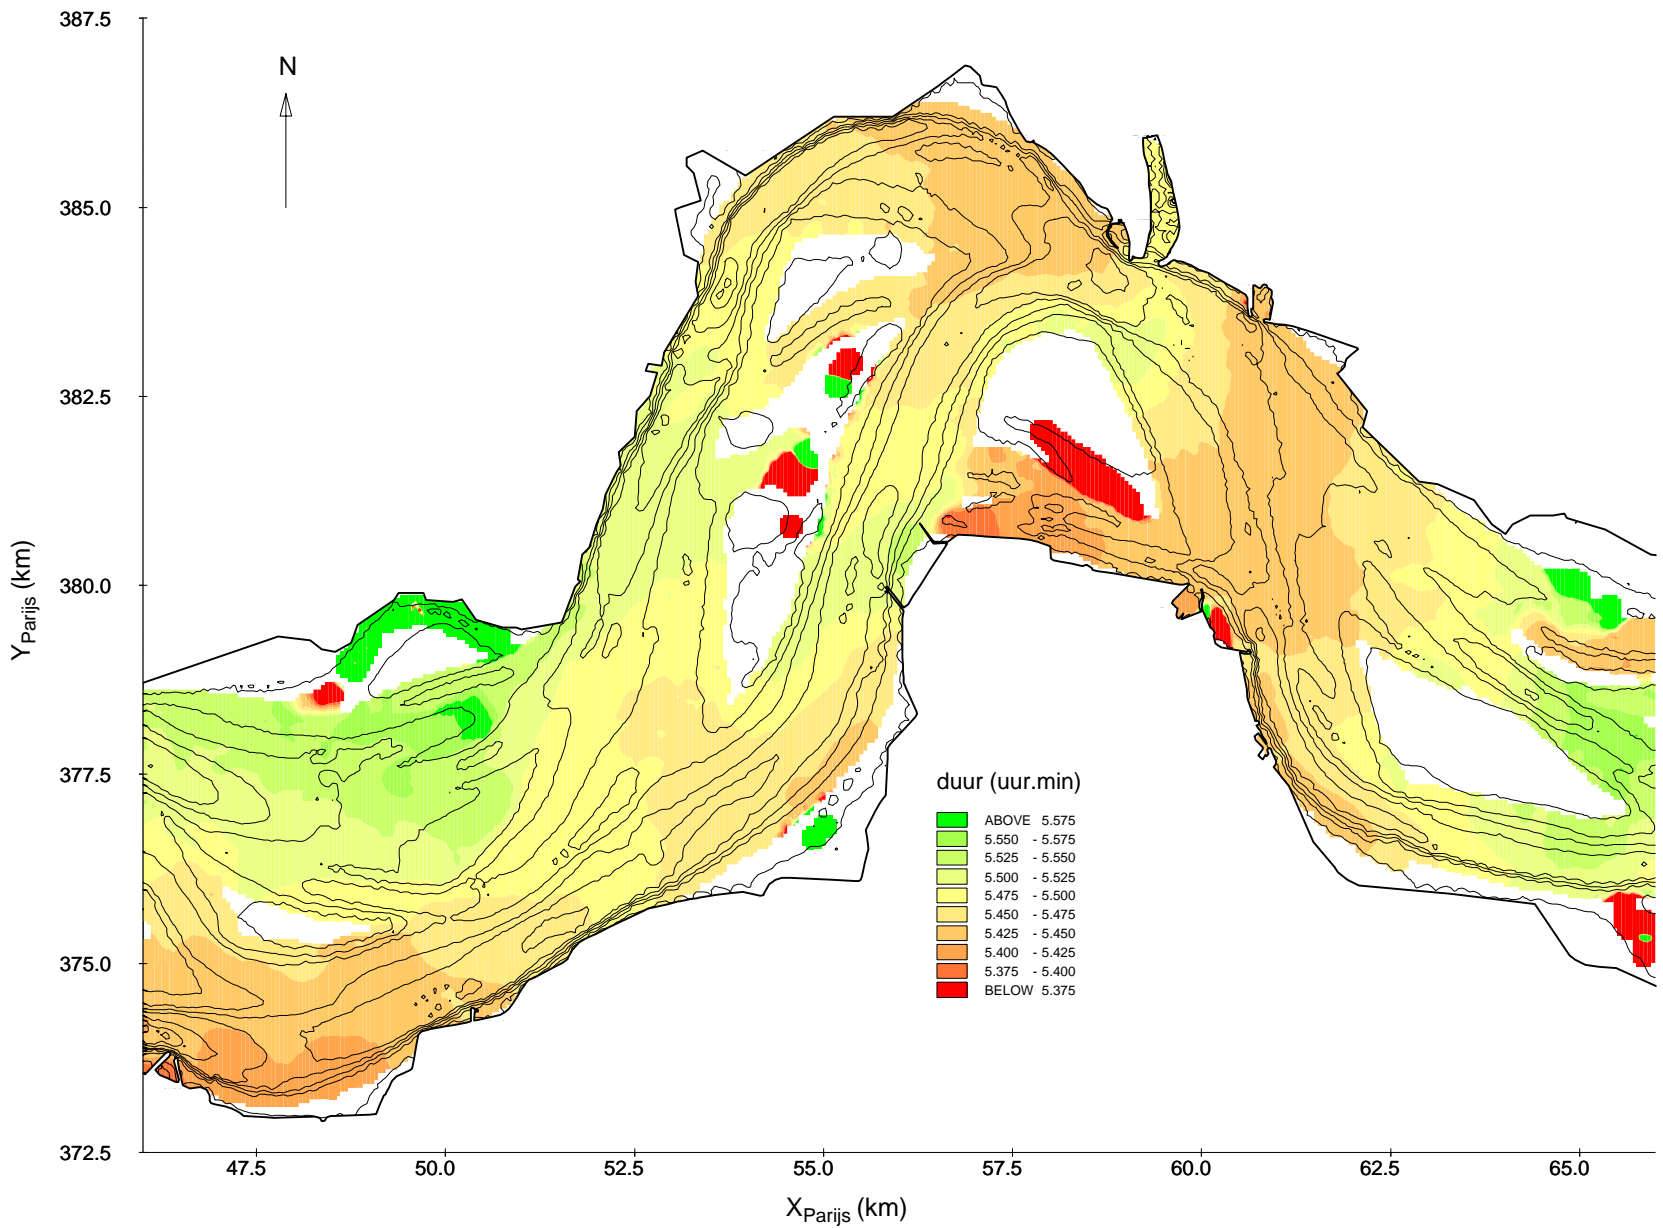 387.5
N
385.0
382.5
380.0
377.5
375.0
372.5
Y Parijs (km)
duur (uur.min)
ABOVE 5.575
5.550 - 5.575
5.525 - 5.550
5.500 - 5.525
5.475 - 5.500
5.450 - 5.475
5.425 - 5.450
5.400 - 5.425
5.375 - 5.400
BELOW 5.375
47.5 50.0 52.5 55.0 57.5 60.0 62.5 65.0
X Parijs (km)